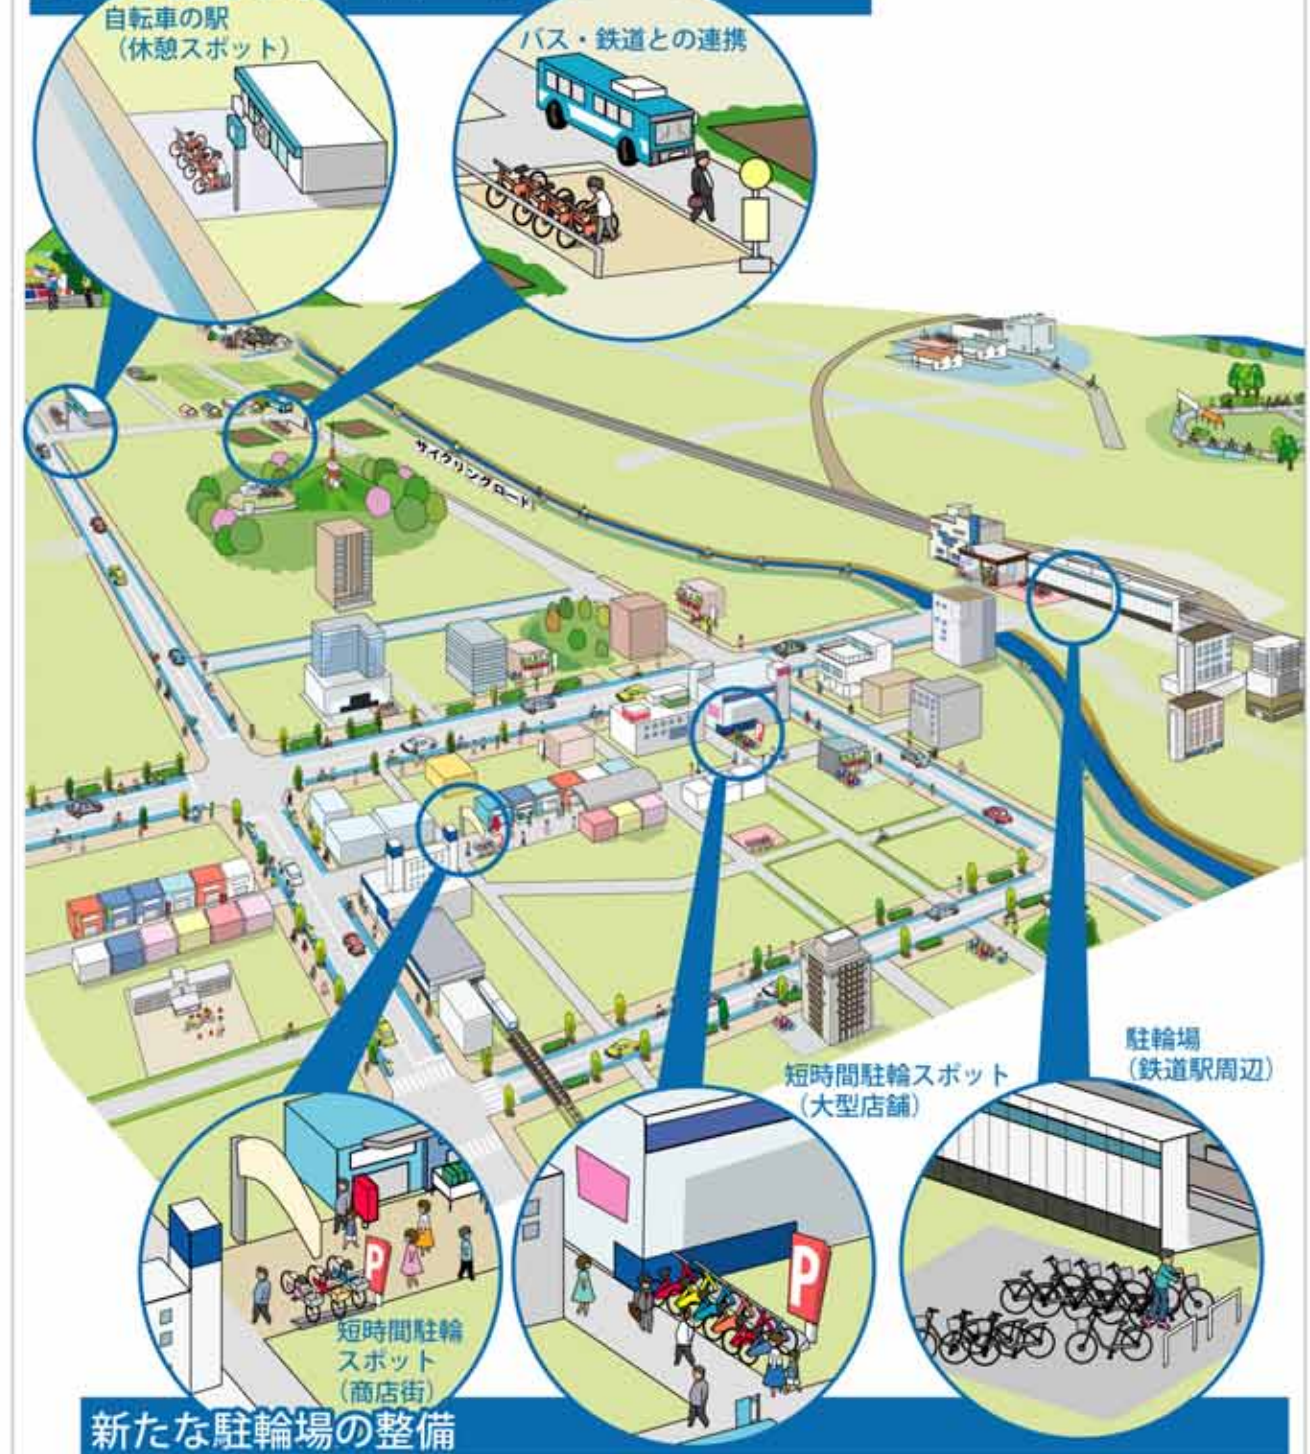 自転車の駅
（休憩スポット）
バス・鉄道との連携
サイクリングロード
駐輪場
（鉄道駅周辺）
短時間駐輪スポット
（大型店舗）
P
P
短時間駐輪
スポット
（商店街）
新たな駐輪場の整備